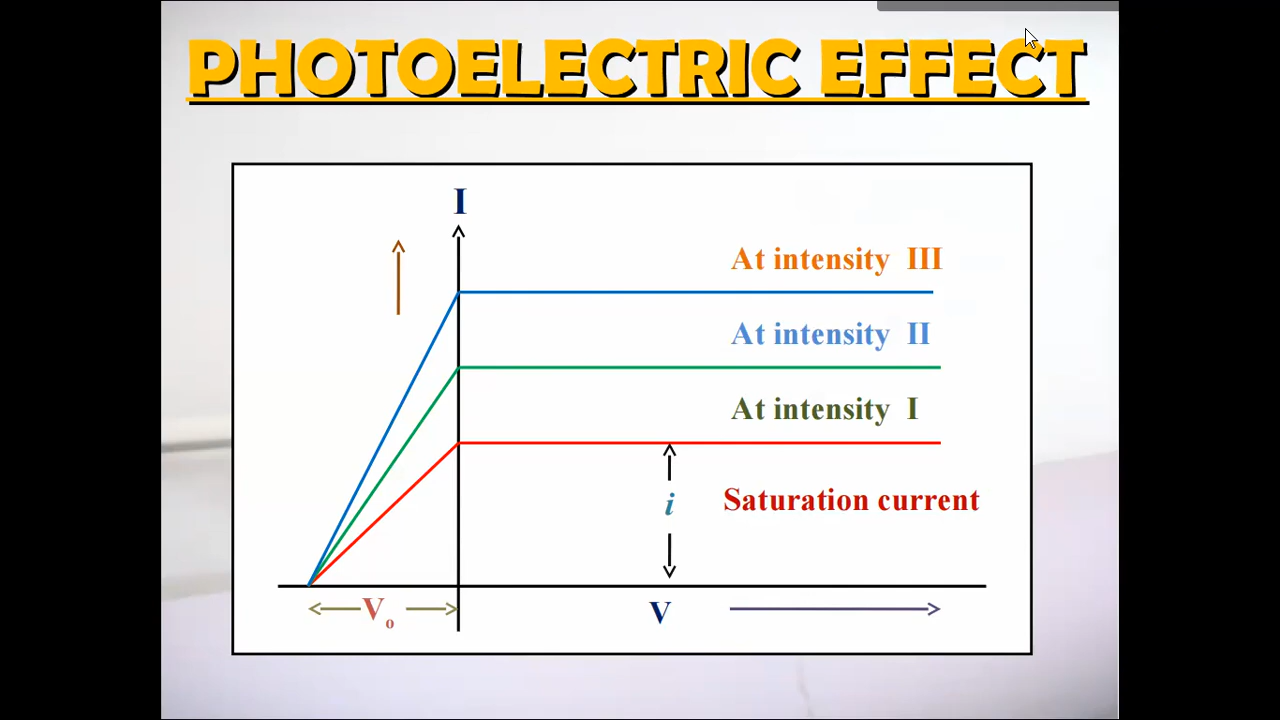 PHOTOELECTRIC EFFECT
I
At intensity III
At intensity II
At intensity I
i
Saturation current
Vo
V